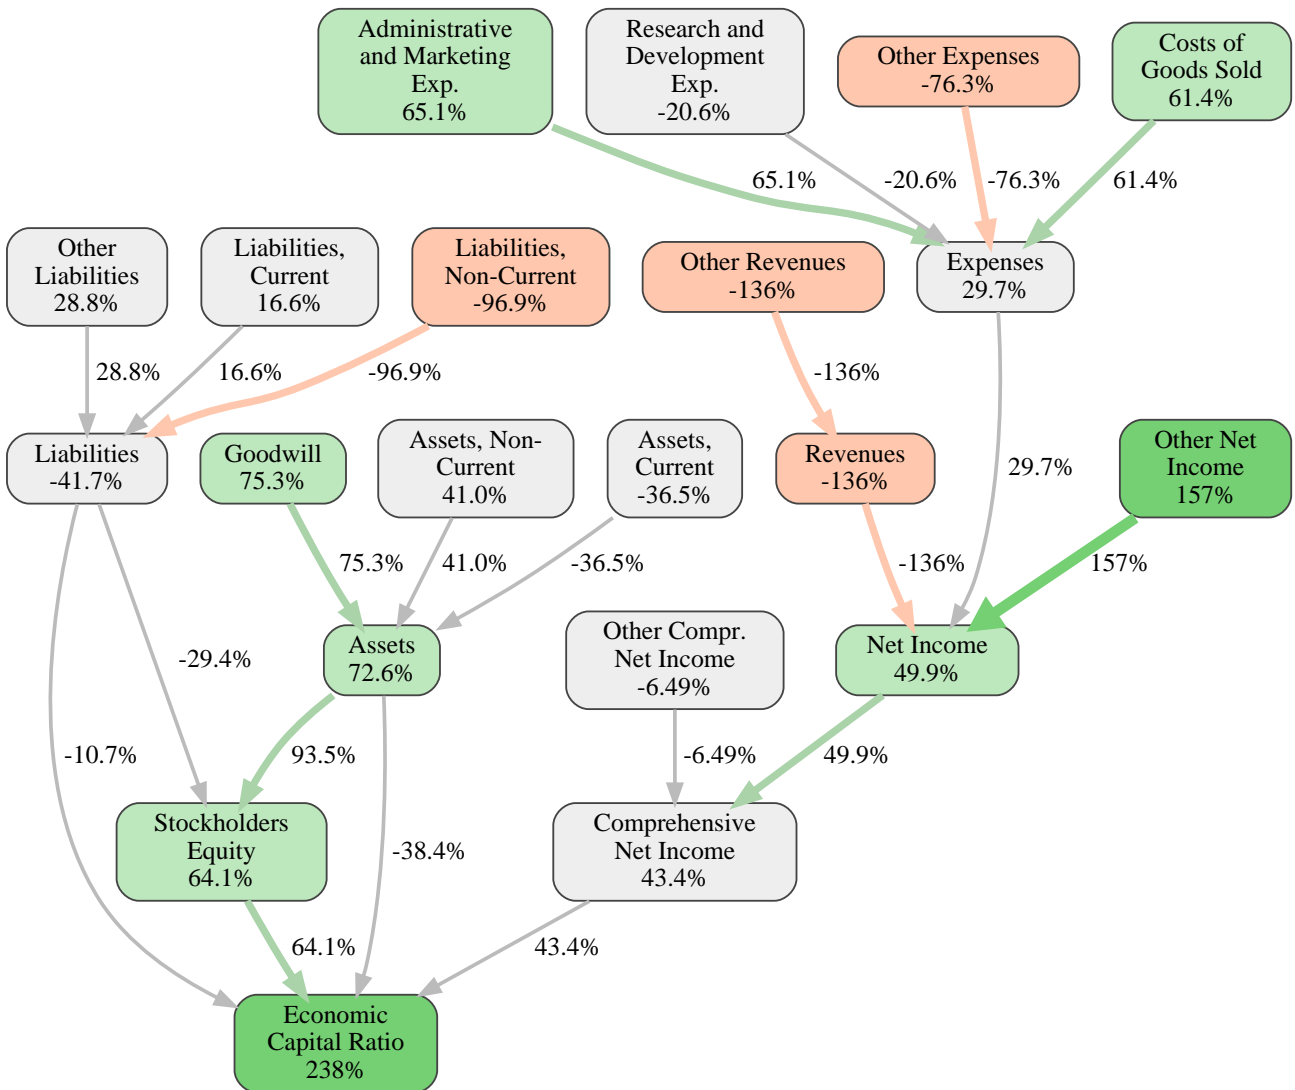 Administrative
and Marketing
Exp.
65.1%
Research and
Development
Exp.
-20.6%
Other Expenses
-76.3%
Costs of
Goods Sold
61.4%
65.1%
-20.6%
-76.3%
61.4%
Other
Liabilities
28.8%
Liabilities,
Current
16.6%
Liabilities,
Non-Current
-96.9%
Other Revenues
-136%
Expenses
29.7%
28.8%
16.6%
-96.9%
-136%
Liabilities
-41.7%
Goodwill
75.3%
Assets, Non-
Current
41.0%
Assets,
Current
-36.5%
Revenues
-136%
29.7%
Other Net
Income
157%
75.3%
41.0%
-36.5%
-136%
157%
-29.4%
Assets
72.6%
Other Compr.
Net Income
-6.49%
Net Income
49.9%
-10.7%
93.5%
-6.49%
49.9%
Stockholders
Equity
64.1%
-38.4%
Comprehensive
Net Income
43.4%
64.1%
43.4%
Economic
Capital Ratio
238%